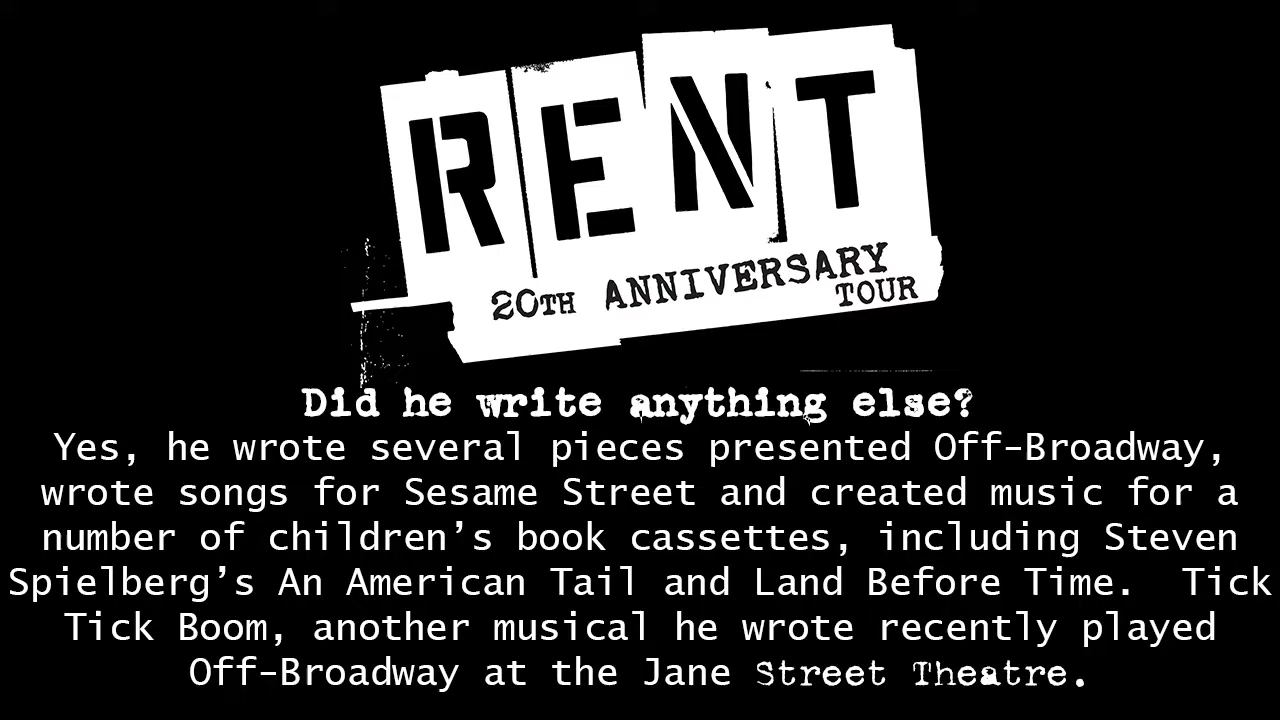 RENT
20TH ANNIVERSARY
TOUR
Did he write anything else?
Yes, he wrote several pieces presented Off-Broadway,
wrote songs for Sesame Street and created music for a
number of children’s book cassettes, including Steven
Spielberg’s An American Tail and Land Before Time.  Tick
Tick Boom, another musical he wrote recently played
Off-Broadway at the Jane Street Theatre.